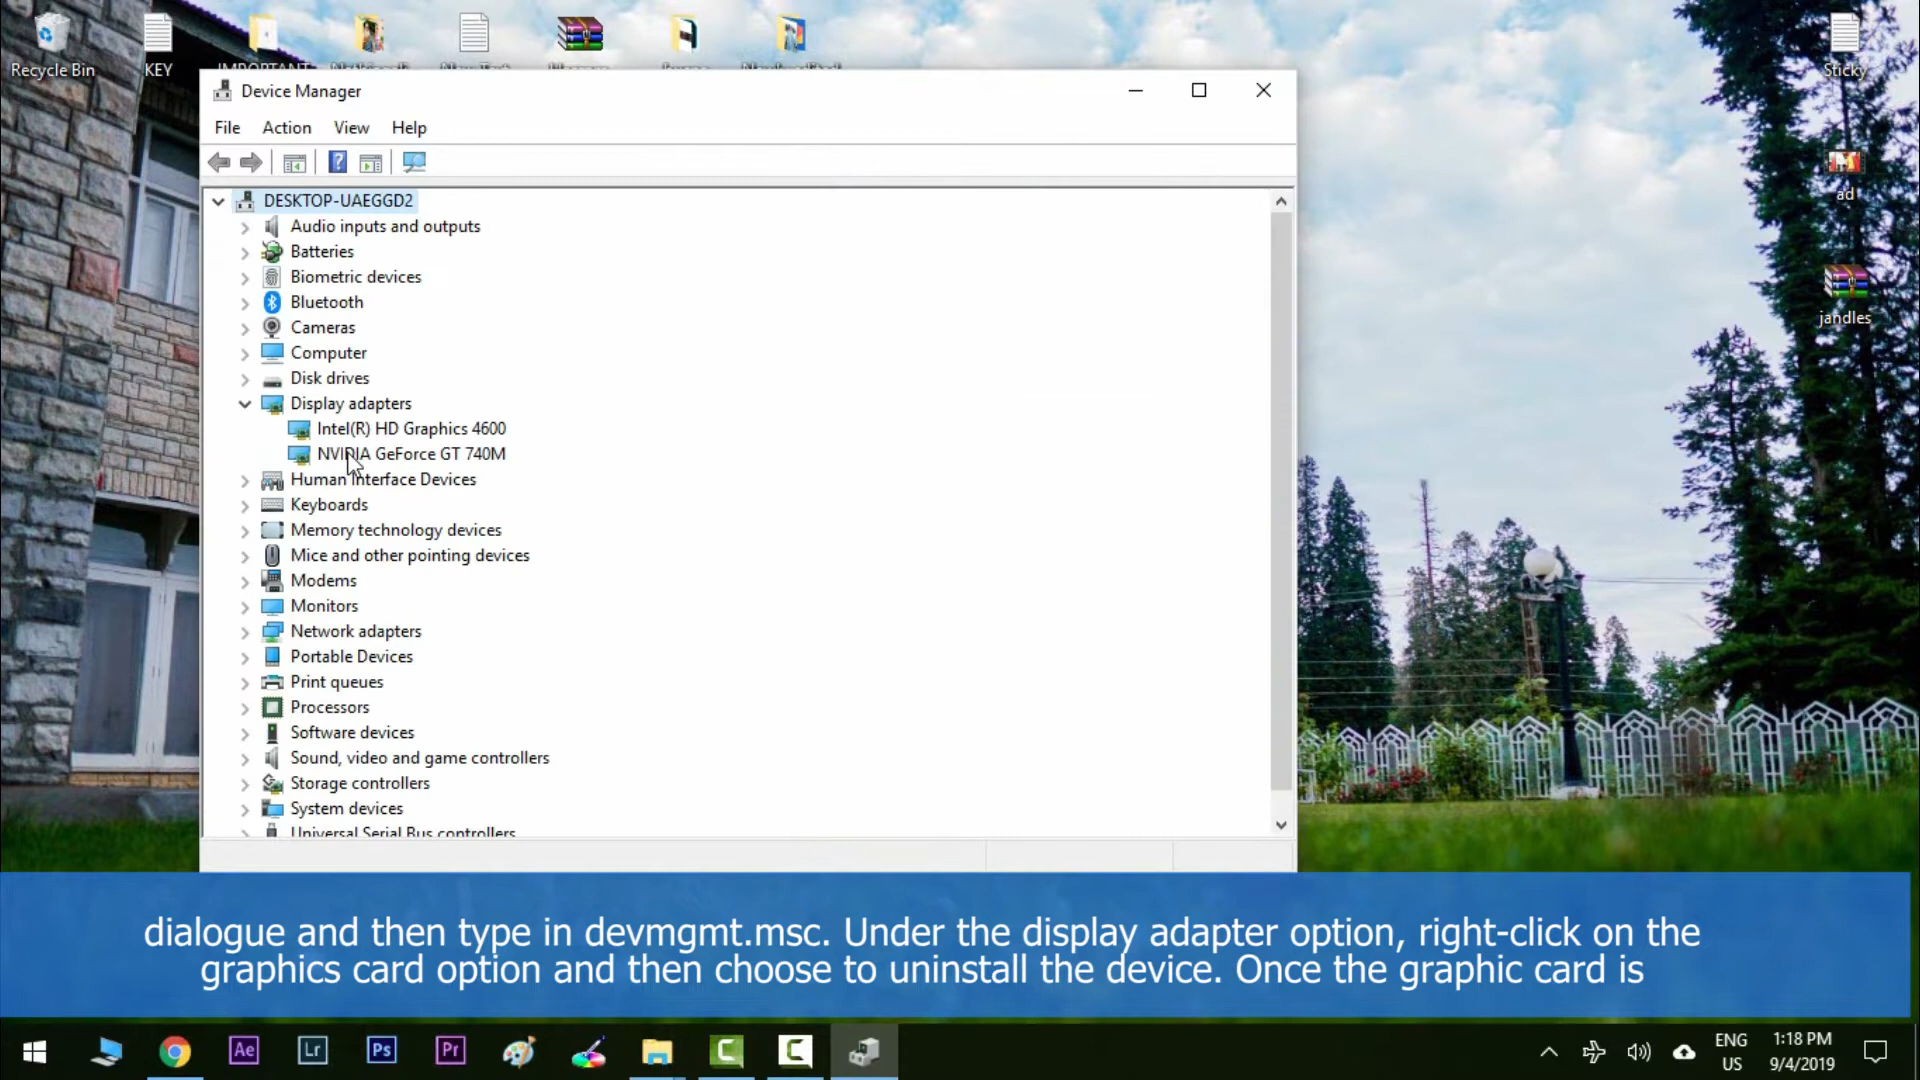 Recycle Bin
KEY
IMPORTANT
Sticky
ad
jandles
Device Manager
File Action View Help
DESKTOP-UAEGGD2
Audio inputs and outputs
Batteries
Biometric devices
Bluetooth
Cameras
Computer
Disk drives
Display adapters
Intel(R) HD Graphics 4600
NVIDIA GeForce GT 740M
Human Interface Devices
Keyboards
Memory technology devices
Mice and other pointing devices
Modems
Monitors
Network adapters
Portable Devices
Print queues
Processors
Software devices
Sound, video and game controllers
Storage controllers
System devices
Universal Serial Bus controllers
dialogue and then type in devmgmt.msc. Under the display adapter option, right-click on the
graphics card option and then choose to uninstall the device. Once the graphic card is
Ae
Lr
Ps
Pr
ENG
US
1:18 PM
9/4/2019